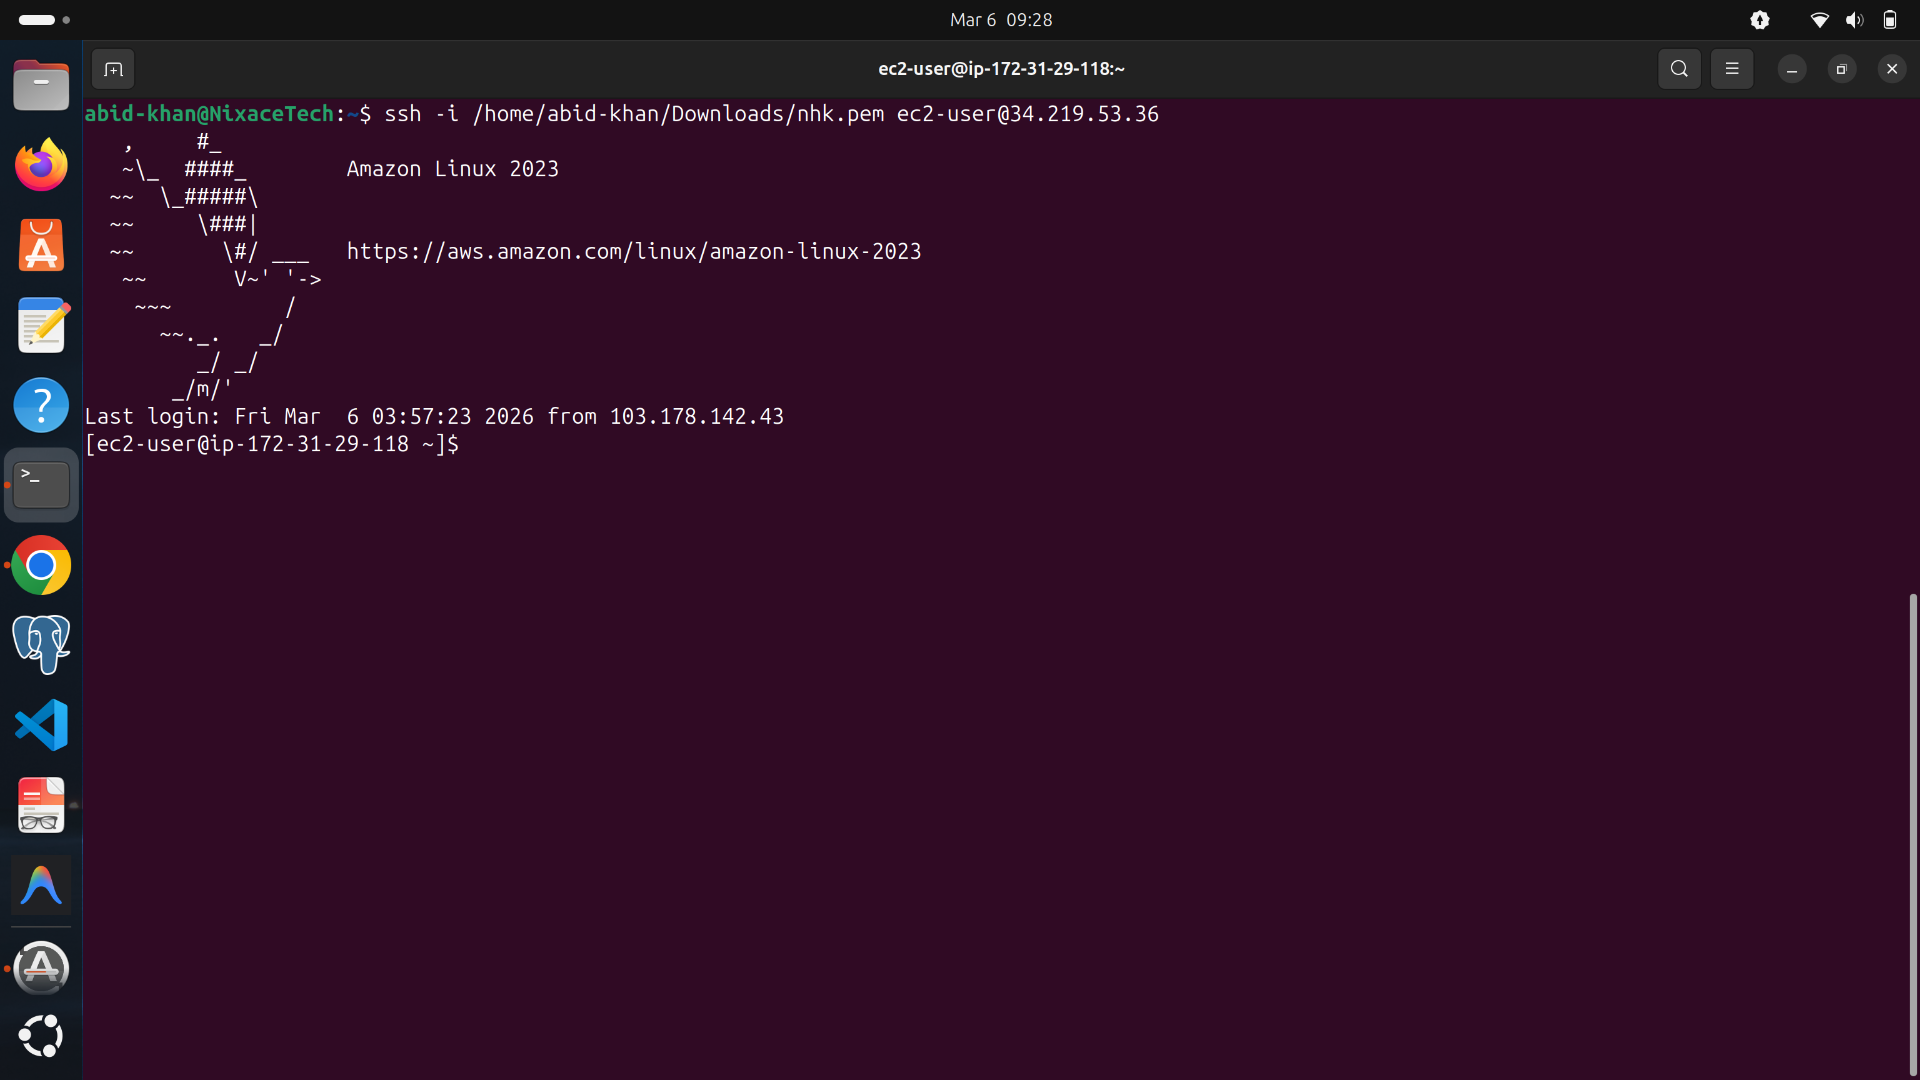 Mar 6 09:28
ec2-user@ip-172-31-29-118:~
abid-khan@NixaceTech:~$ ssh -i /home/abid-khan/Downloads/nhk.pem ec2-user@34.219.53.36
   ,     #_
   ~\_  ####_        Amazon Linux 2023
  ~~  \_#####\
  ~~     \###|
  ~~       \#/ ___   https://aws.amazon.com/linux/amazon-linux-2023
   ~~       V~' '->
    ~~~         /
      ~~._.   _/
         _/ _/
       _/m/'
Last login: Fri Mar  6 03:57:23 2026 from 103.178.142.43
[ec2-user@ip-172-31-29-118 ~]$